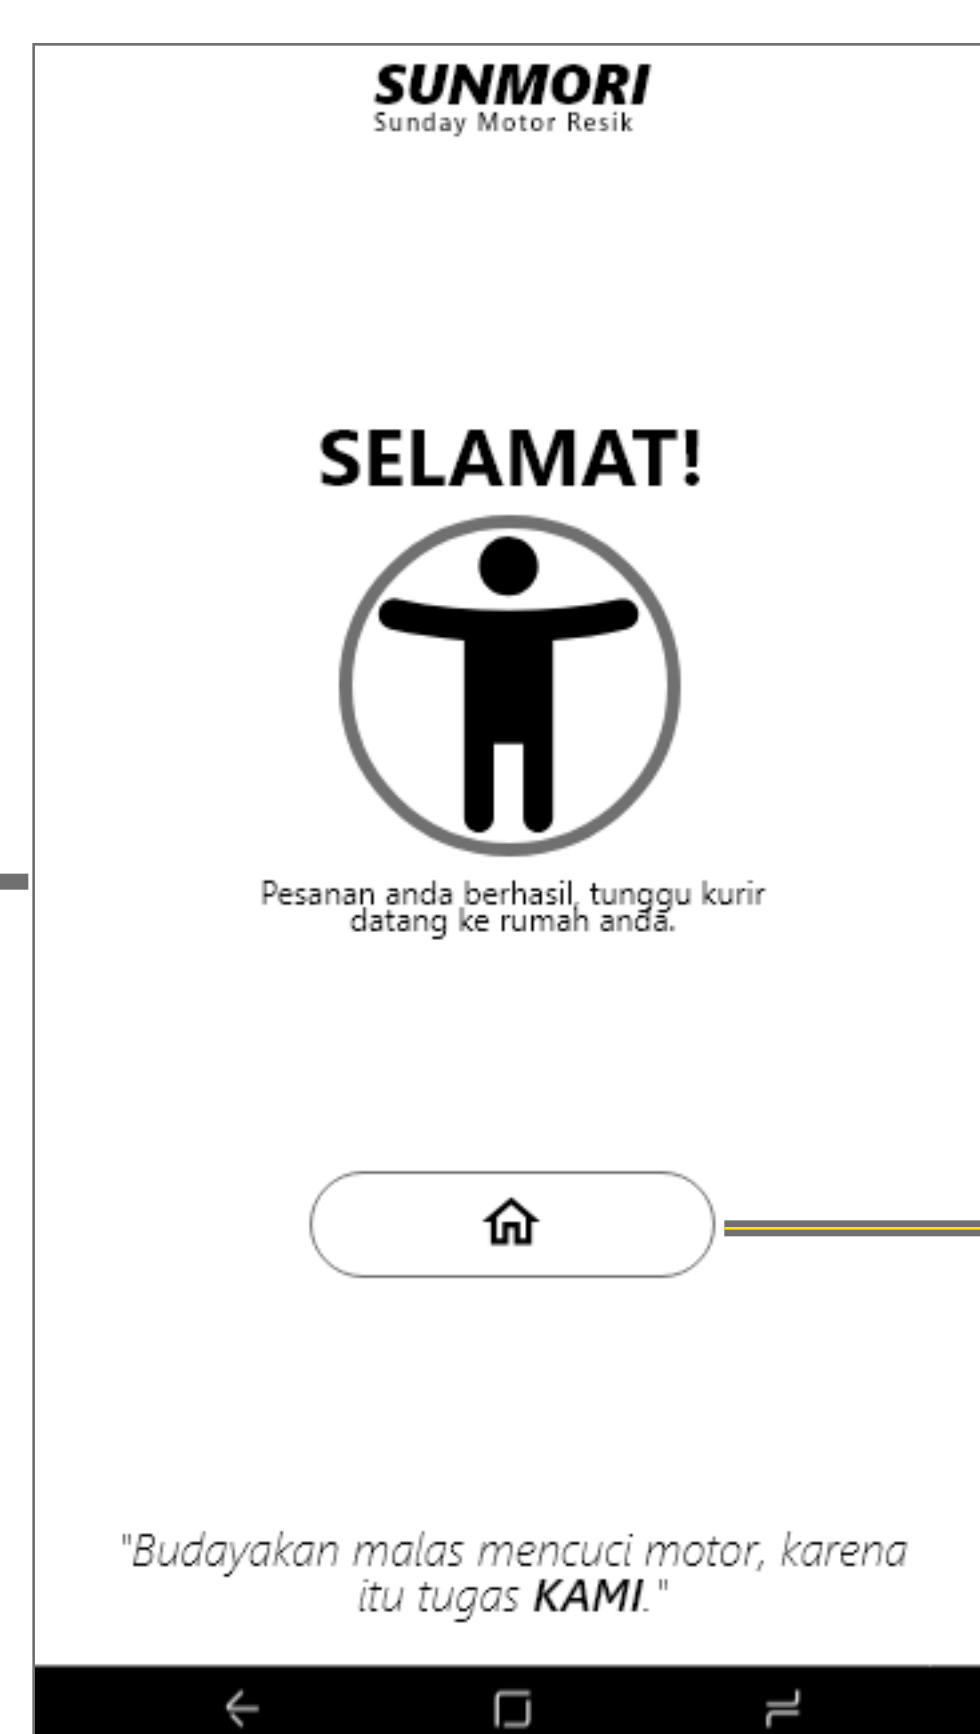 SUNMORI
Sunday Motor Resik
SELAMAT!
Pesanan anda berhasil, tunggu kurir
datang ke rumah anda.
"Budayakan malas mencuci motor, karena
itu tugas KAMI."